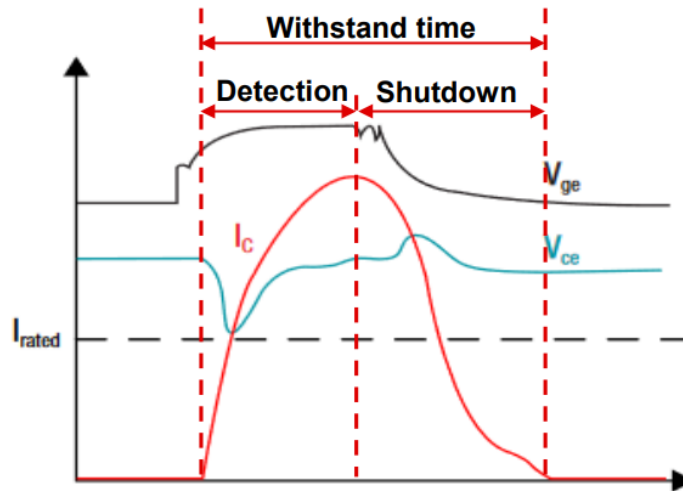 Withstand time
Detection
Shutdown
Vge
IC
Vce
Irated